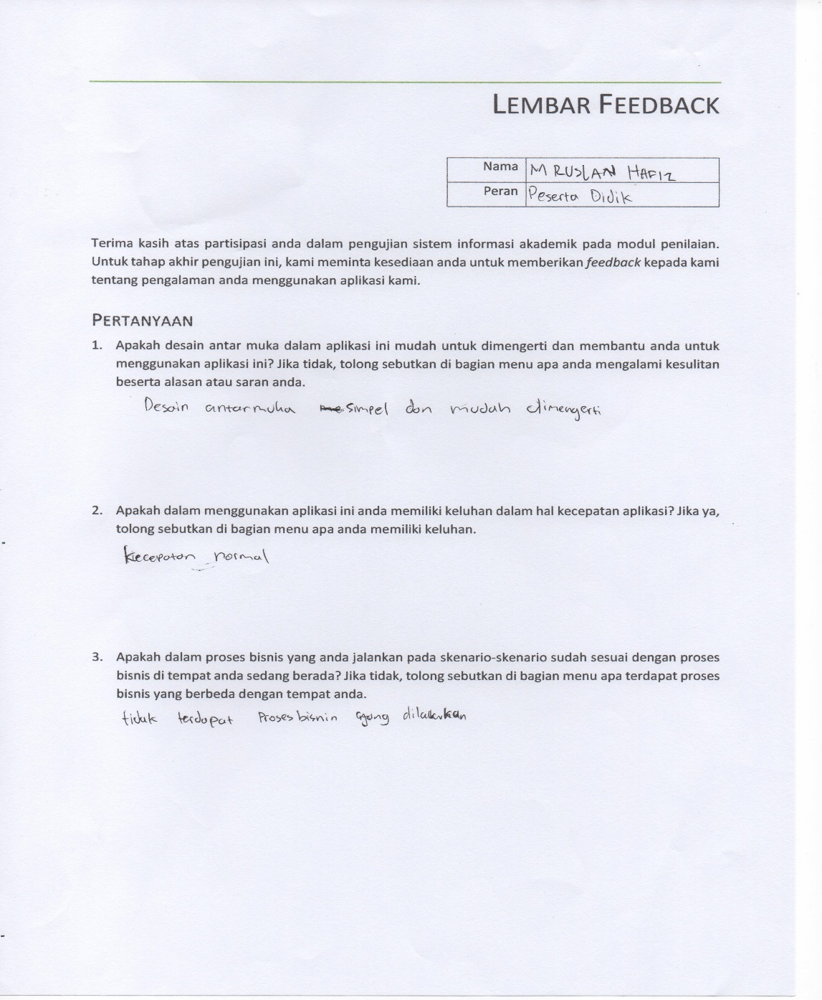 LEMBAR FEEDBACK
Nama M RUSLAN HAFIZ
Peran Peserta Didik
Terima kasih atas partisipasi anda dalam pengujian sistem informasi akademik pada modul penilaian.
Untuk tahap akhir pengujian ini, kami meminta kesediaan anda untuk memberikan feedback kepada kami
tentang pengalaman anda menggunakan aplikasi kami.
PERTANYAAN
1. Apakah desain antar muka dalam aplikasi ini mudah untuk dimengerti dan membantu anda untuk
menggunakan aplikasi ini? Jika tidak, tolong sebutkan di bagian menu apa anda mengalami kesulitan
beserta alasan atau saran anda.
Desain antarmuka simpel dan mudah dimengerti
2. Apakah dalam menggunakan aplikasi ini anda memiliki keluhan dalam hal kecepatan aplikasi? Jika ya,
tolong sebutkan di bagian menu apa anda memiliki keluhan.
kecepatan normal
3. Apakah dalam proses bisnis yang anda jalankan pada skenario-skenario sudah sesuai dengan proses
bisnis di tempat anda sedang berada? Jika tidak, tolong sebutkan di bagian menu apa terdapat proses
bisnis yang berbeda dengan tempat anda.
tidak terdapat proses bisnin yang dilakukan